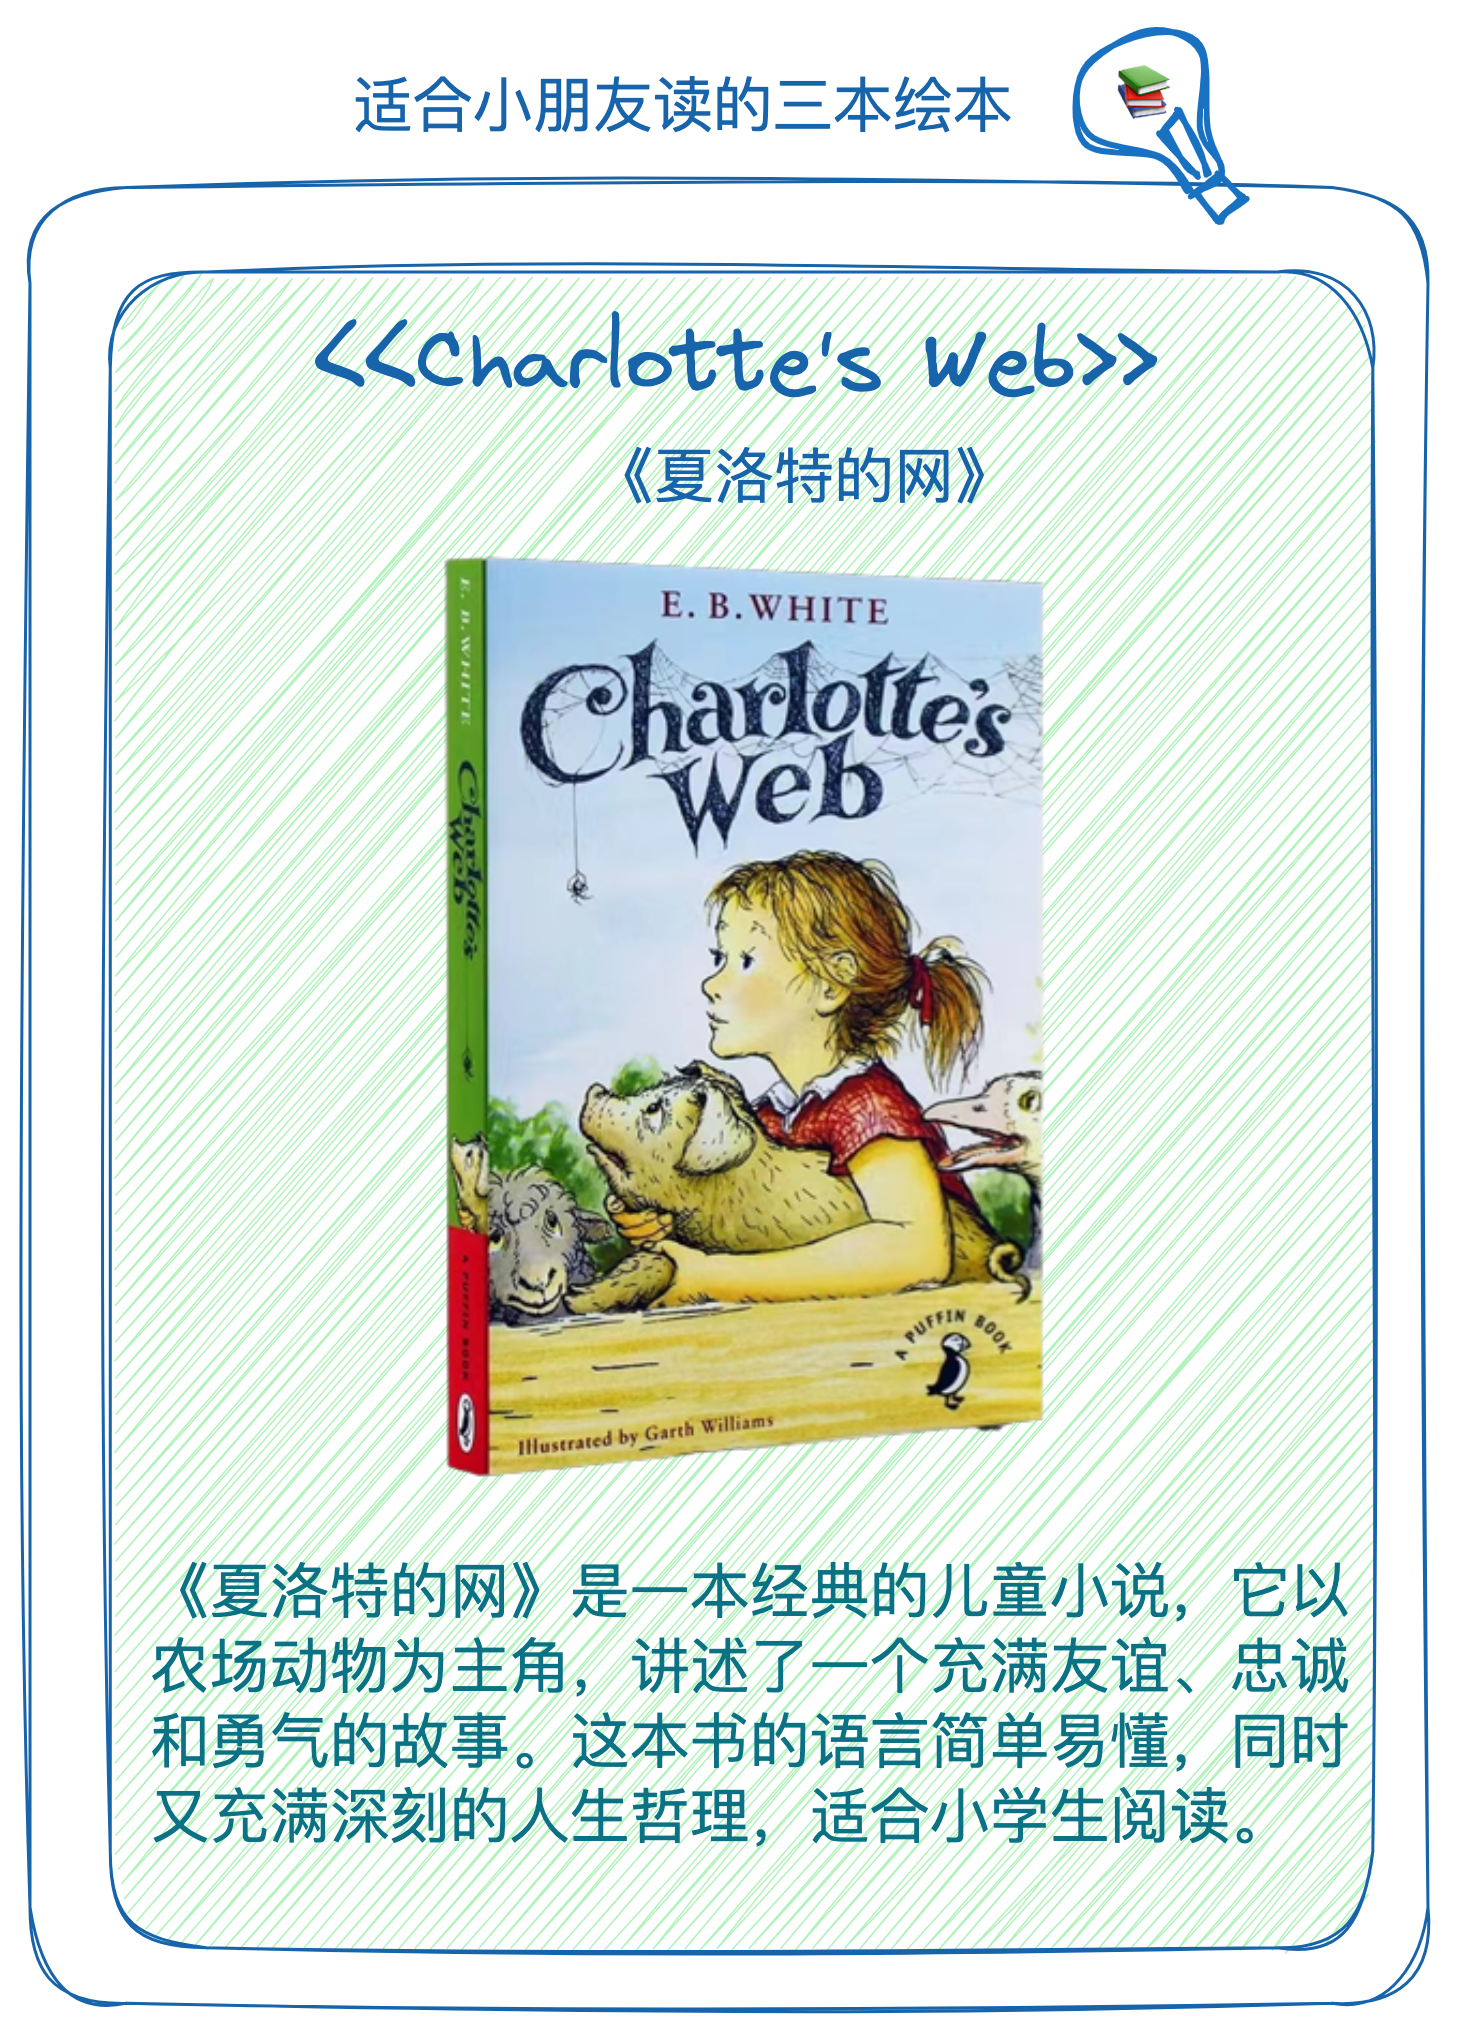 适合小朋友读的三本绘本
<<Charlotte's Web>>
《夏洛特的网》
E. B. WHITE
Charlotte's
Web
E. B. WHITE
Charlotte's
Web
A PUFFIN BOOK
A PUFFIN BOOK
Illustrated by Garth Williams
《夏洛特的网》是一本经典的儿童小说，它以
农场动物为主角，讲述了一个充满友谊、忠诚
和勇气的故事。这本书的语言简单易懂，同时
又充满深刻的人生哲理，适合小学生阅读。